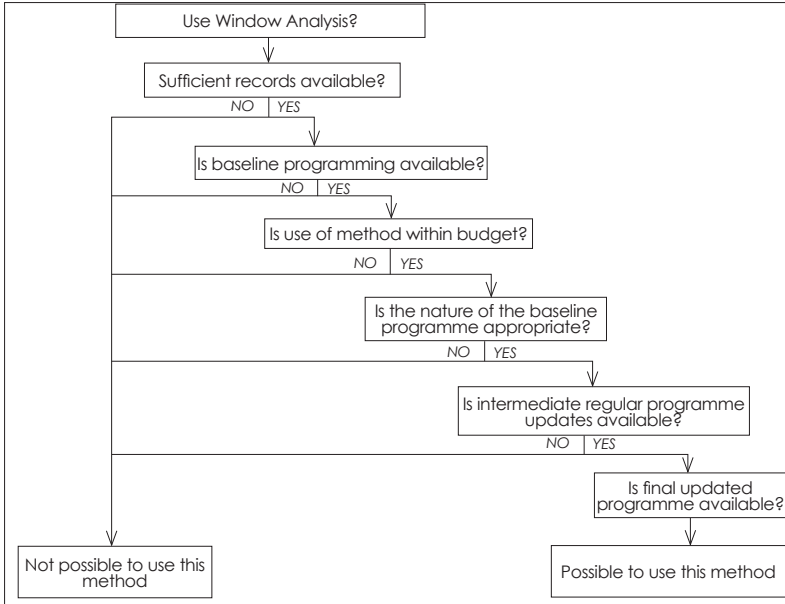 Use Window Analysis?
Sufficient records available?
NO YES
Is baseline programming available?
NO YES
Is use of method within budget?
NO YES
Is the nature of the baseline
programme appropriate?
NO YES
Is intermediate regular programme
updates available?
NO YES
Is final updated
programme available?
Not possible to use this
method
Possible to use this method